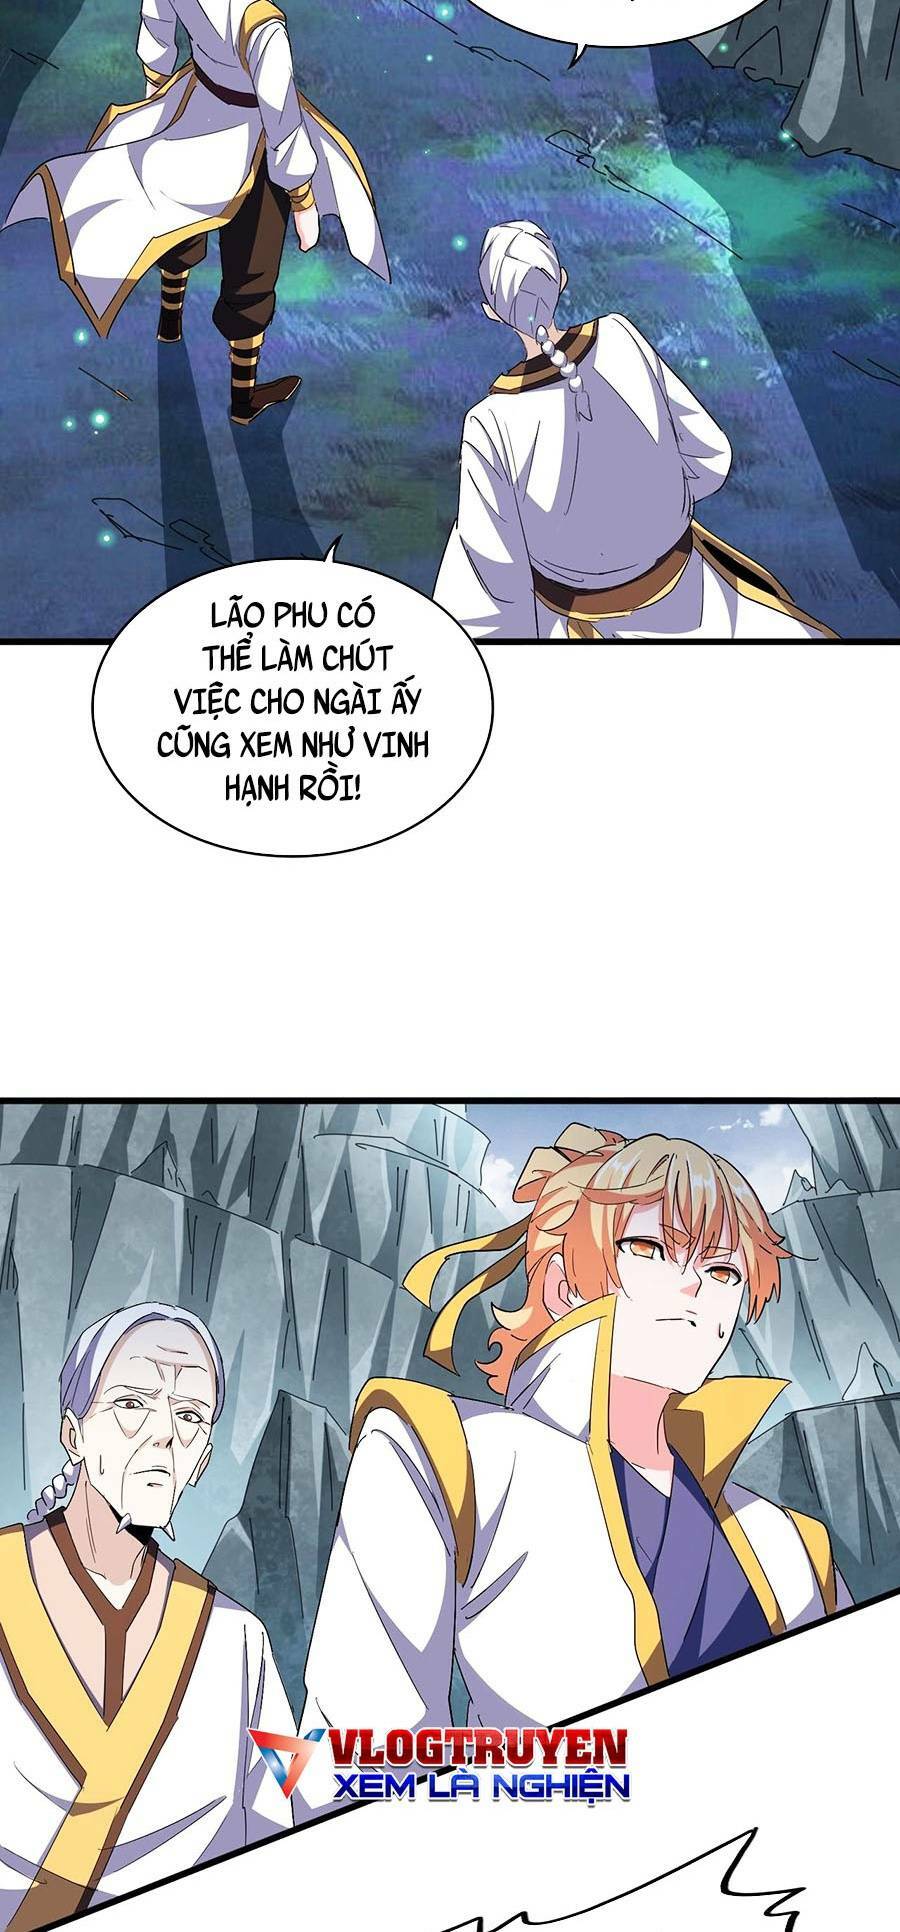 LÃO PHU CÓ
THỂ LÀM CHÚT
VIỆC CHO NGÀI ẤY
CŨNG XEM NHƯ VINH
HẠNH RỒI!
VLOGTRUYEN
XEM LÀ NGHIỆN